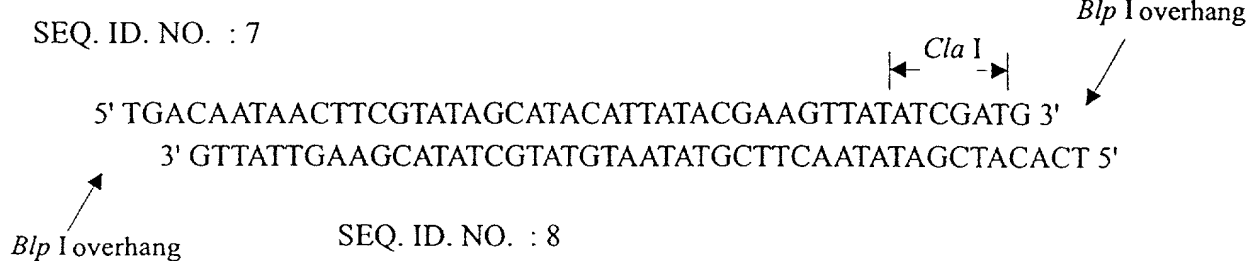 Blp I overhang
SEQ. ID. NO. : 7
Cla I
5' TGACAATAACTTCGTATAGCATACATTATACGAAGTTATATCGATG 3'
3' GTTATTGAAGCATATCGTATGTAATATGCTTCAATATAGCTACACT 5'
Blp I overhang
SEQ. ID. NO. : 8